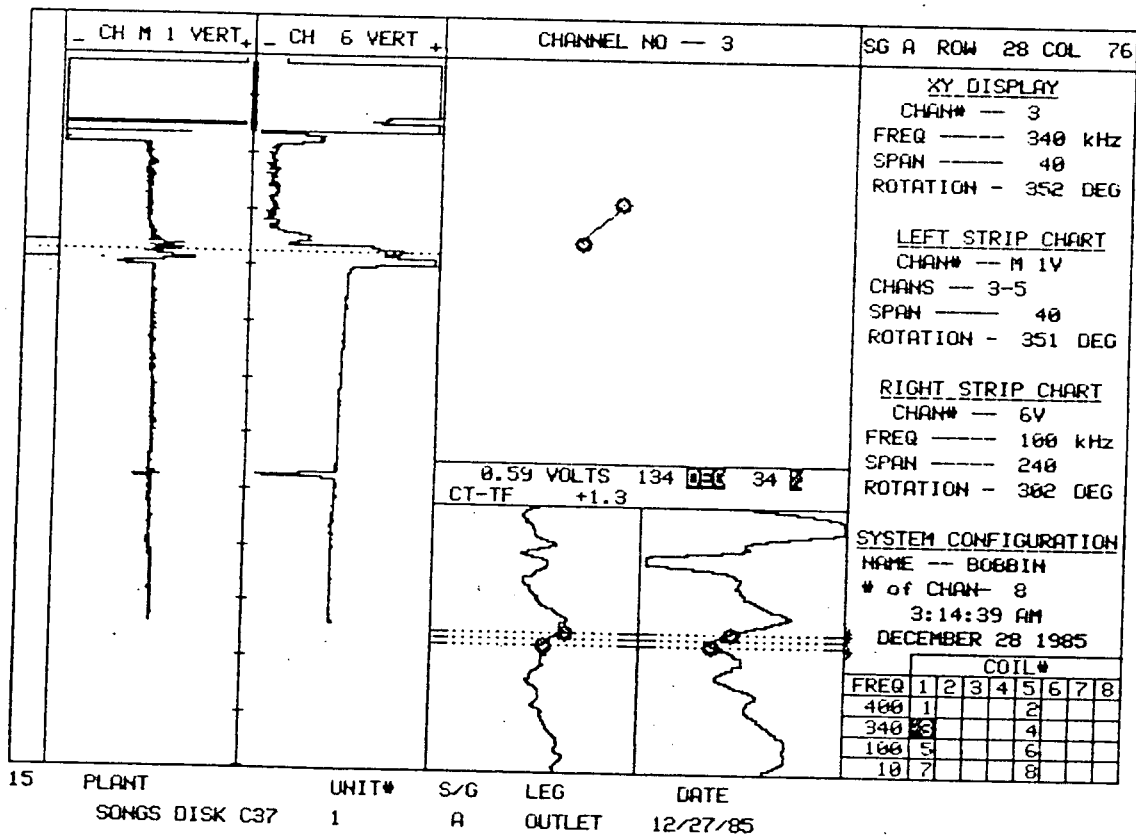 _ CH M 1 VERT + _ CH 6 VERT + CHANNEL NO -- 3 SG A ROW 28 COL 76
XY DISPLAY
CHAN# -- 3
FREQ ----- 340 kHz
SPAN ----- 40
ROTATION - 352 DEG
LEFT STRIP CHART
CHAN# -- M 1V
CHANS -- 3-5
SPAN ----- 40
ROTATION - 351 DEG
RIGHT STRIP CHART
CHAN# -- 6V
FREQ ----- 100 kHz
SPAN ----- 240
ROTATION - 302 DEG
0.59 VOLTS 134 DEG 34
CT-TF +1.3
SYSTEM CONFIGURATION
NAME -- BOBBIN
# of CHAN- 8
3:14:39 AM
DECEMBER 28 1985
COIL#
FREQ 1 2 3 4 5 6 7 8
400 1 2
340 3 4
100 5 6
10 7 8
15 PLANT UNIT# S/G LEG DATE
SONGS DISK C37 1 A OUTLET 12/27/85